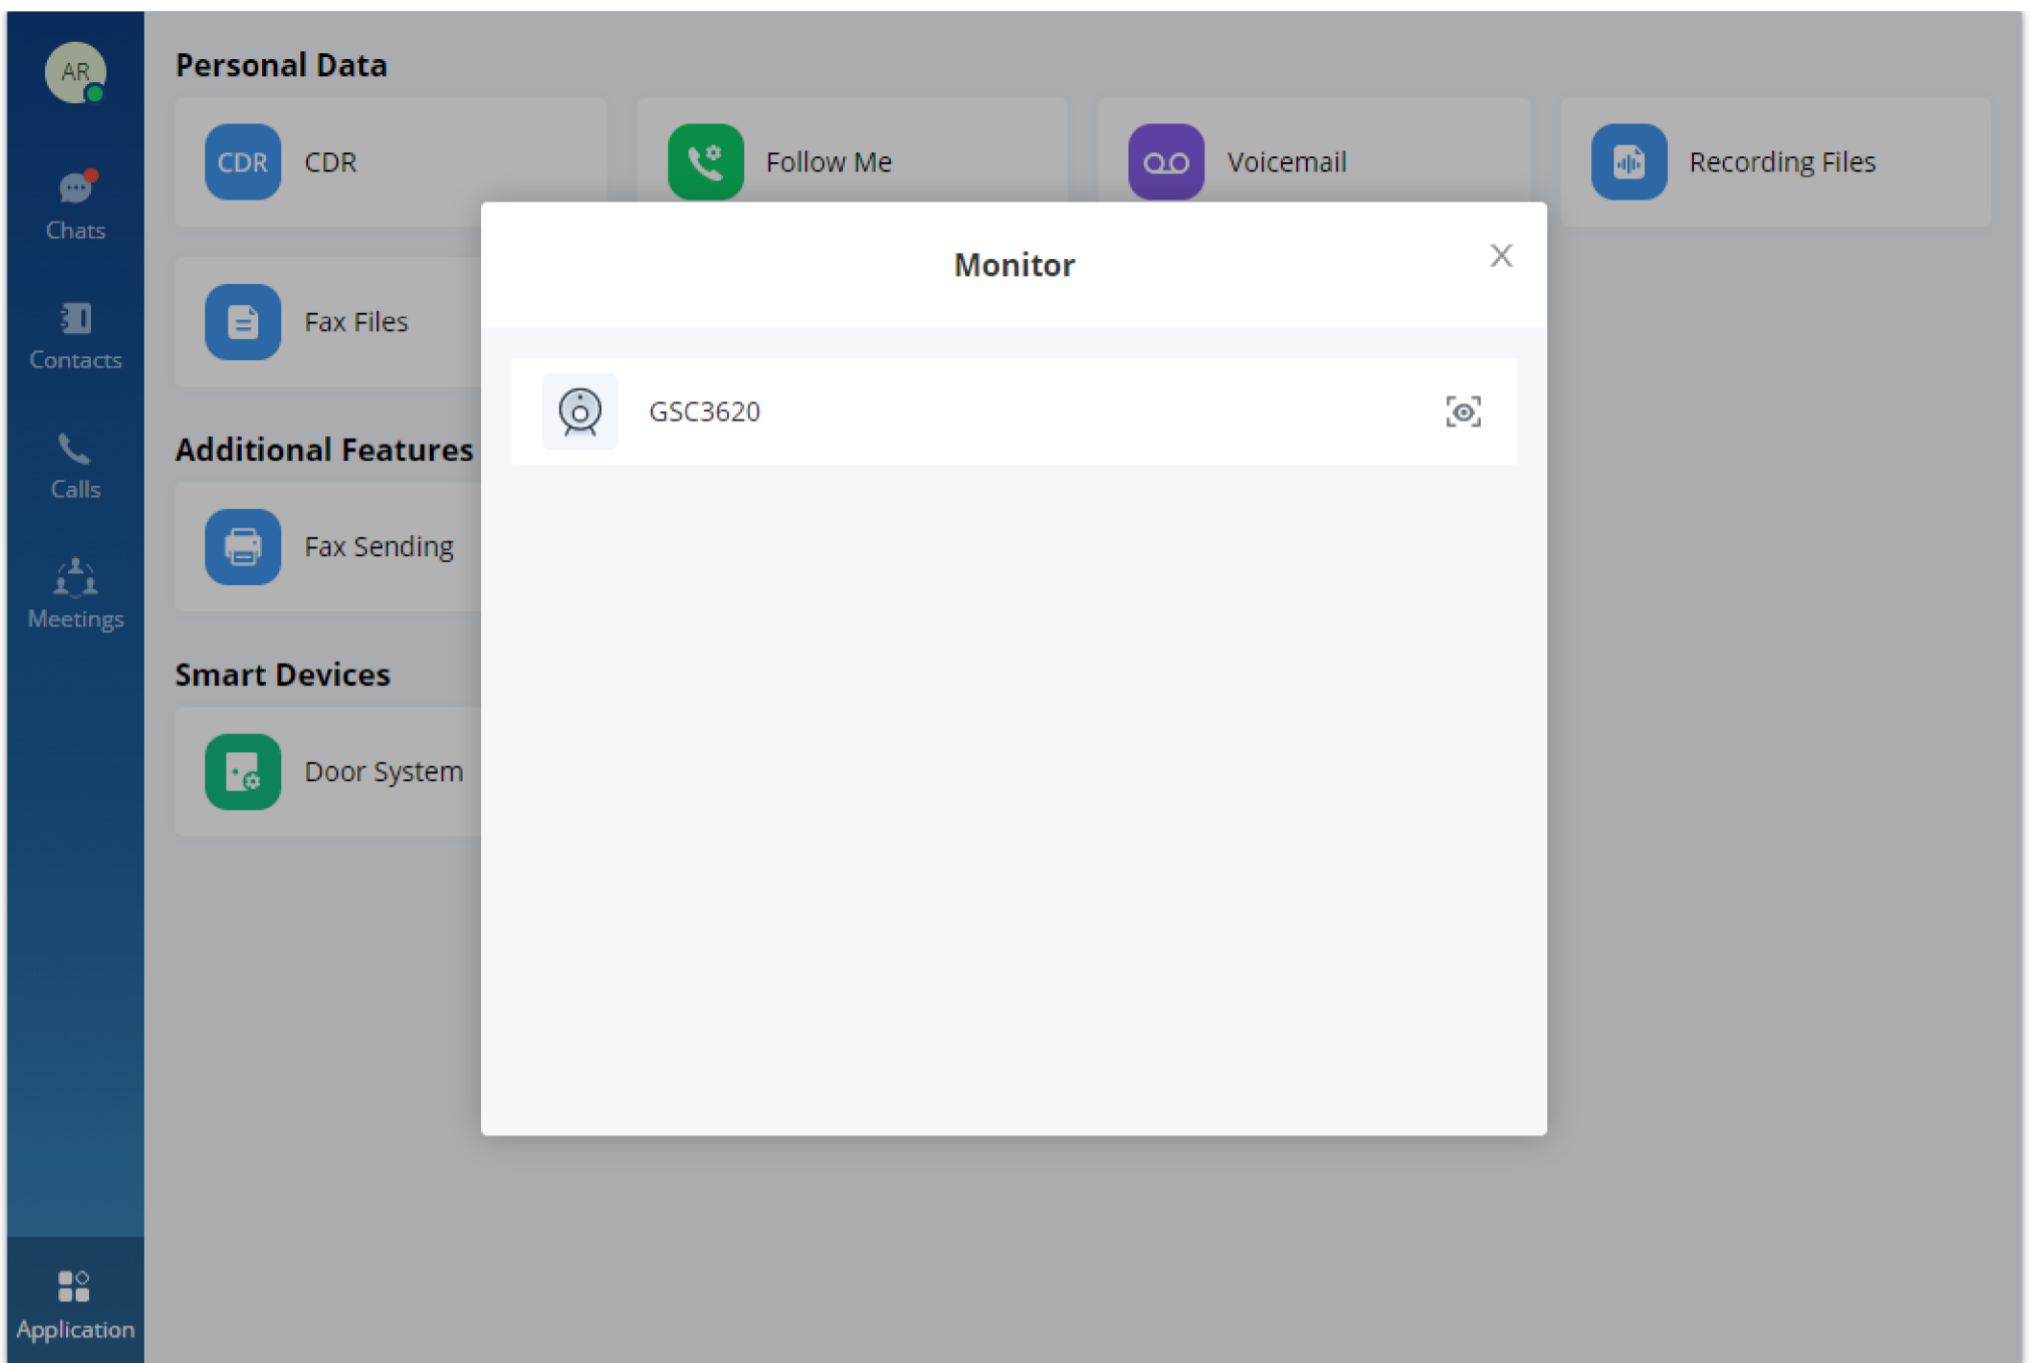 AR
Chats
Contacts
Calls
Meetings
Application
Personal Data
CDR CDR
Follow Me
Voicemail
Recording Files
Fax Files
Additional Features
Fax Sending
Smart Devices
Door System
Monitor
GSC3620